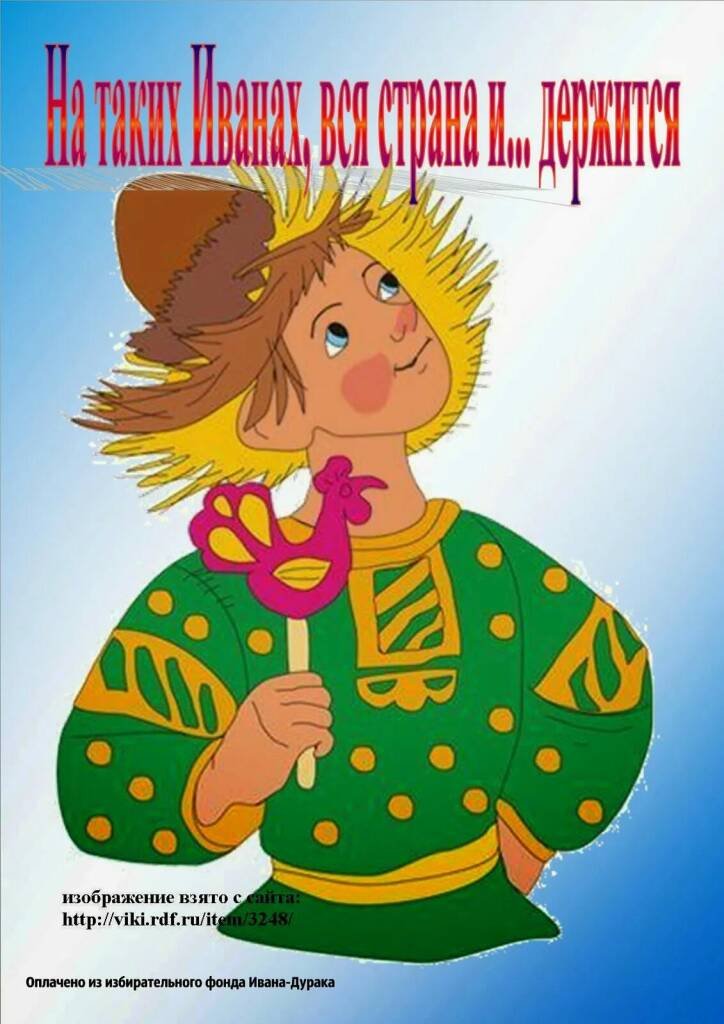 На таких Иванах, вся страна и... держится
изображение взято с сайта:
http://viki.rdf.ru/item/3248/
Оплачено из избирательного фонда Ивана-Дурака